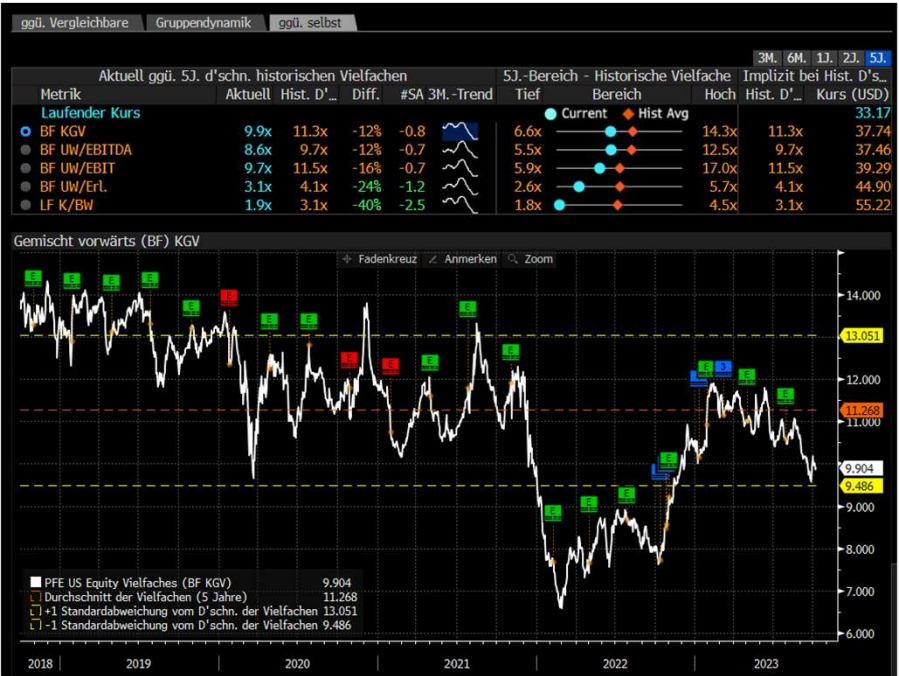 ggü. Vergleichbare Gruppendynamik ggü. selbst
3M. 6M. 1J. 2J. 5J.
Aktuell ggü. 5J. d'schn. historischen Vielfachen 5J.-Bereich - Historische Vielfache Implizit bei Hist. D's…
Metrik Aktuell Hist. D'… Diff. #SA 3M.-Trend Tief Bereich Hoch Hist. D'… Kurs (USD)
Laufender Kurs Current Hist Avg 33.17
BF KGV 9.9x 11.3x -12% -0.8 6.6x 14.3x 11.3x 37.74
BF UW/EBITDA 8.6x 9.7x -12% -0.7 5.5x 12.5x 9.7x 37.46
BF UW/EBIT 9.7x 11.5x -16% -0.7 5.9x 17.0x 11.5x 39.29
BF UW/Erl. 3.1x 4.1x -24% -1.2 2.6x 5.7x 4.1x 44.90
LF K/BW 1.9x 3.1x -40% -2.5 1.8x 4.5x 3.1x 55.22
Gemischt vorwärts (BF) KGV
Fadenkreuz Anmerken Zoom
E E E E E E E E E E E E E E E E E E E 3 E E
14.000
13.051
12.000
11.268
11.000
9.904
9.486
9.000
8.000
7.000
6.000
PFE US Equity Vielfaches (BF KGV) 9.904
Durchschnitt der Vielfachen (5 Jahre) 11.268
+1 Standardabweichung vom D'schn. der Vielfachen 13.051
-1 Standardabweichung vom D'schn. der Vielfachen 9.486
2018 2019 2020 2021 2022 2023